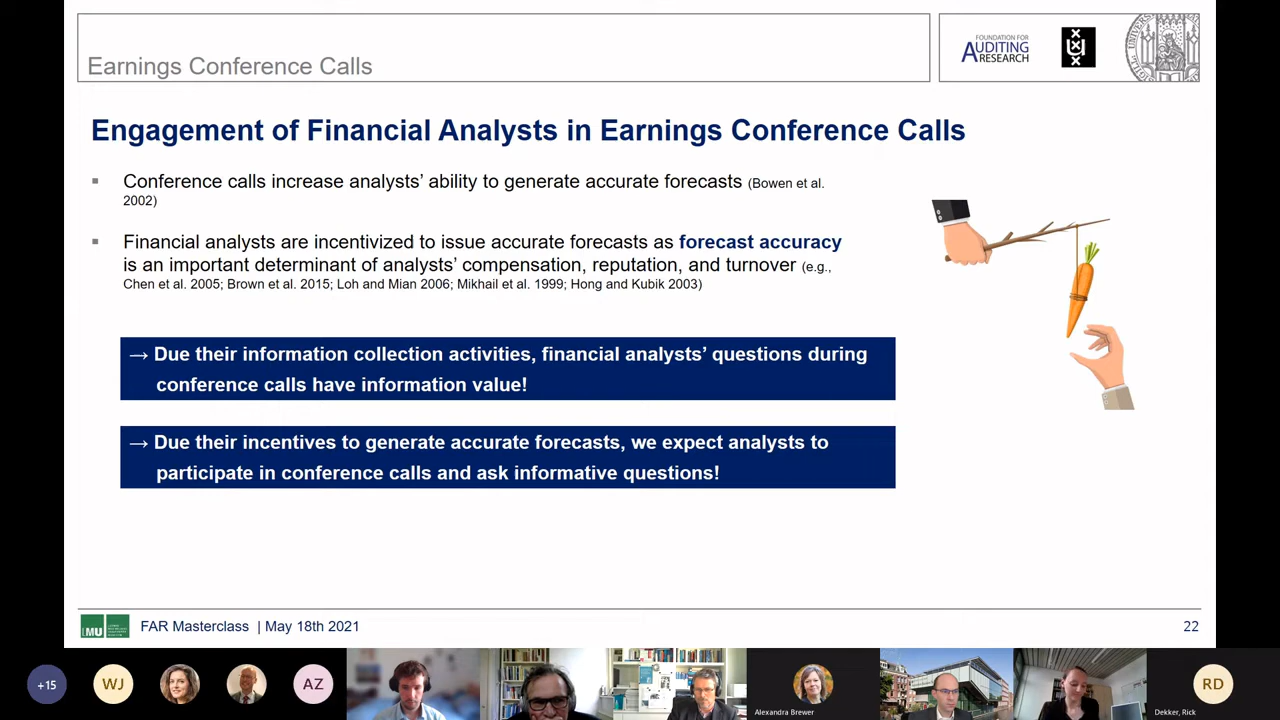 Earnings Conference Calls
FOUNDATION FOR
AUDITING
RESEARCH
Engagement of Financial Analysts in Earnings Conference Calls
Conference calls increase analysts’ ability to generate accurate forecasts (Bowen et al.
2002)
Financial analysts are incentivized to issue accurate forecasts as forecast accuracy
is an important determinant of analysts’ compensation, reputation, and turnover (e.g.,
Chen et al. 2005; Brown et al. 2015; Loh and Mian 2006; Mikhail et al. 1999; Hong and Kubik 2003)
→ Due their information collection activities, financial analysts’ questions during
conference calls have information value!
→ Due their incentives to generate accurate forecasts, we expect analysts to
participate in conference calls and ask informative questions!
LMU
FAR Masterclass | May 18th 2021
22
+15
WJ
AZ
Alexandra Brewer
RD
Dekker, Rick